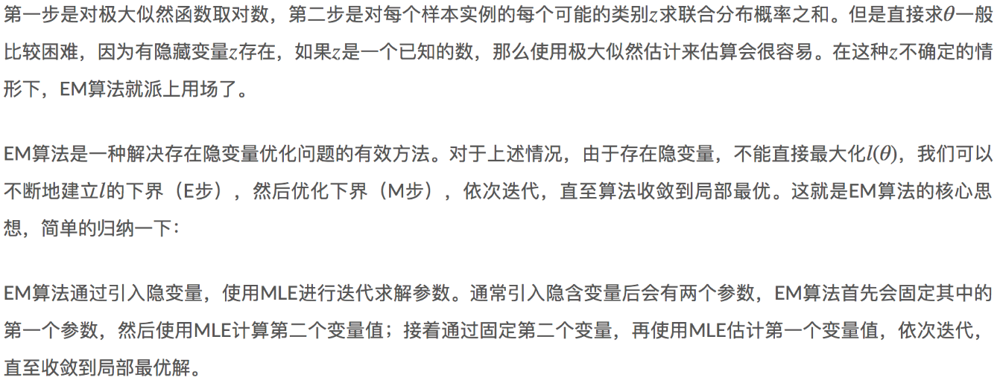 第一步是对极大似然函数取对数，第二步是对每个样本实例的每个可能的类别z求联合分布概率之和。但是直接求θ一般
比较困难，因为有隐藏变量z存在，如果z是一个已知的数，那么使用极大似然估计来估算会很容易。在这种z不确定的情
形下，EM算法就派上用场了。
EM算法是一种解决存在隐变量优化问题的有效方法。对于上述情况，由于存在隐变量，不能直接最大化l(θ)，我们可以
不断地建立l的下界（E步），然后优化下界（M步），依次迭代，直至算法收敛到局部最优。这就是EM算法的核心思
想，简单的归纳一下：
EM算法通过引入隐变量，使用MLE进行迭代求解参数。通常引入隐含变量后会有两个参数，EM算法首先会固定其中的
第一个参数，然后使用MLE计算第二个变量值；接着通过固定第二个变量，再使用MLE估计第一个变量值，依次迭代，
直至收敛到局部最优解。